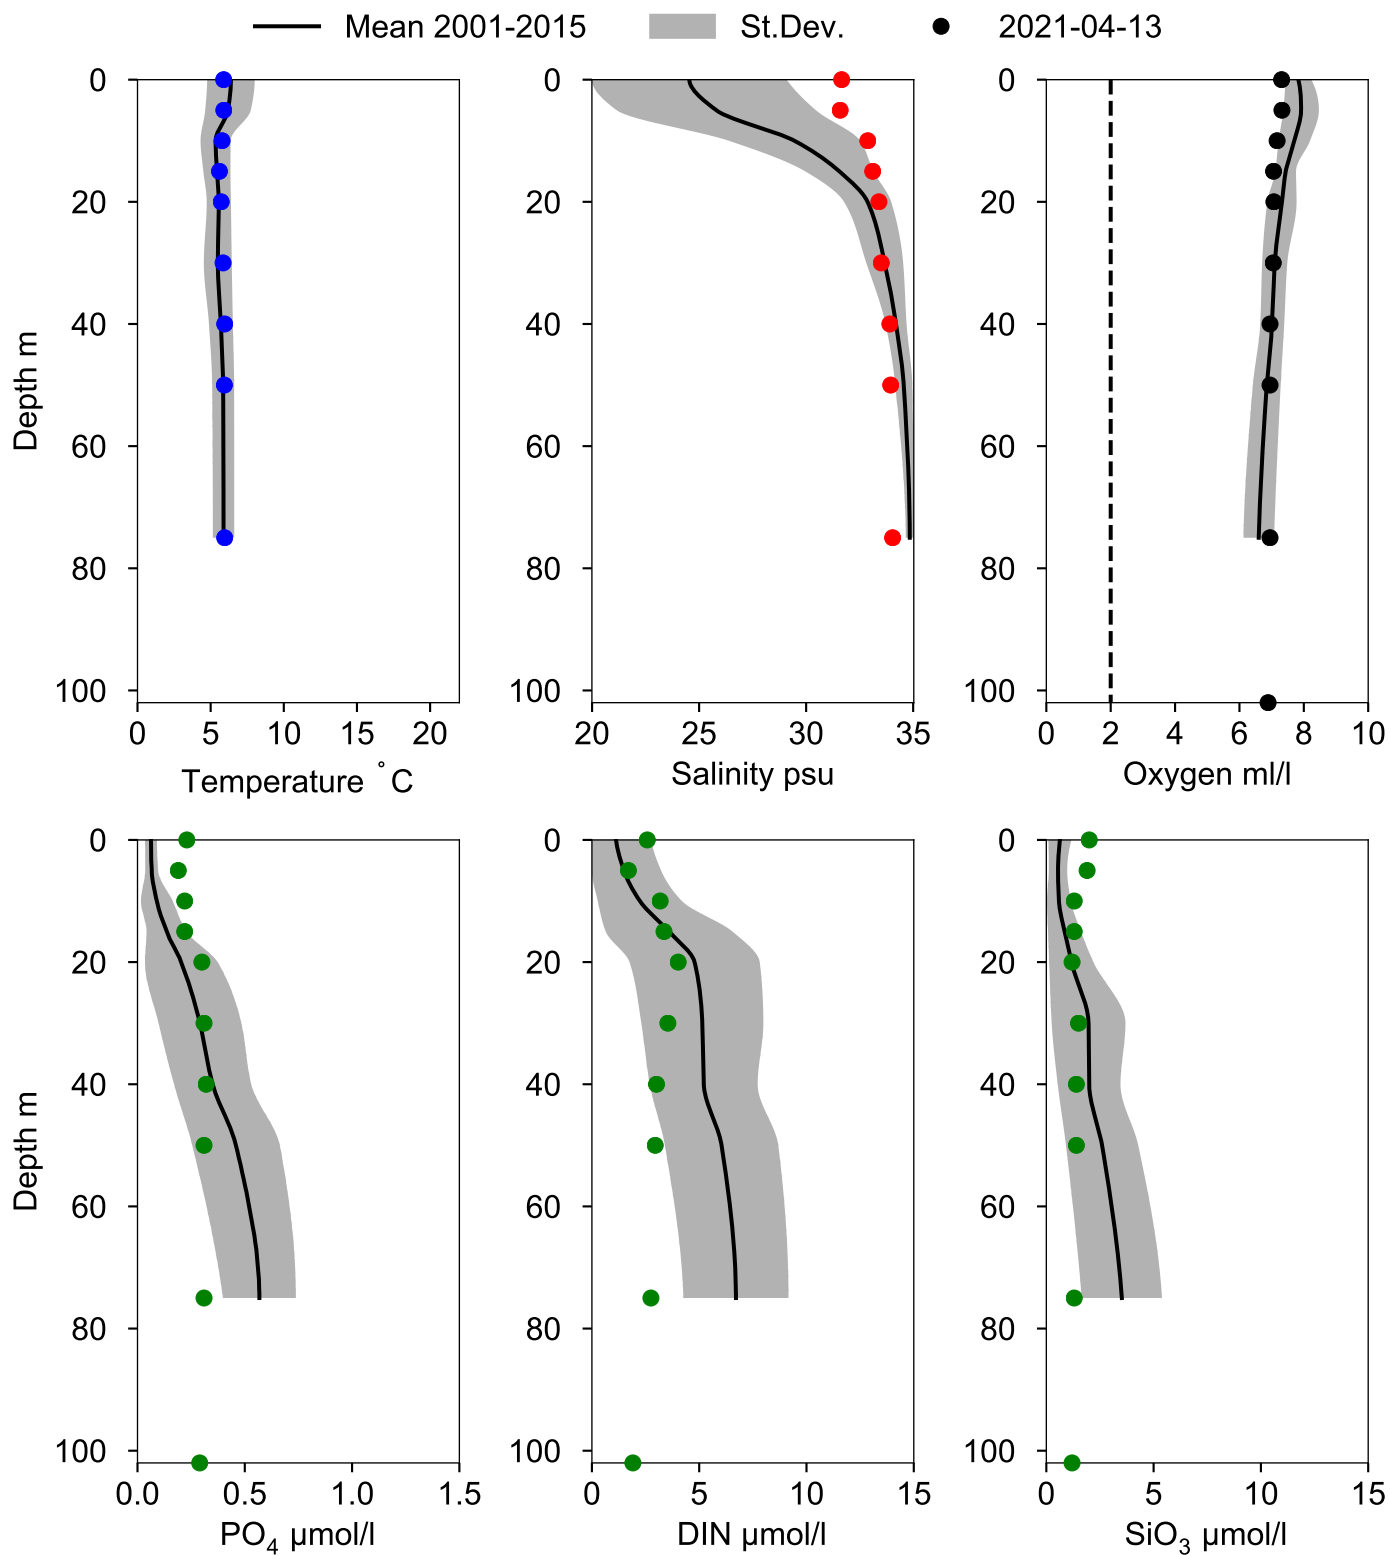 Mean 2001-2015 St.Dev. 2021-04-13
0 0 0
20 20 20
40 40 40
60 60 60
80 80 80
100 100 100
Depth m
0 5 10 15 20 20 25 30 35 0 2 4 6 8 10
Temperature °C Salinity psu Oxygen ml/l
0 0 0
20 20 20
40 40 40
60 60 60
80 80 80
100 100 100
Depth m
0.0 0.5 1.0 1.5 0 5 10 15 0 5 10 15
PO4 µmol/l DIN µmol/l SiO3 µmol/l